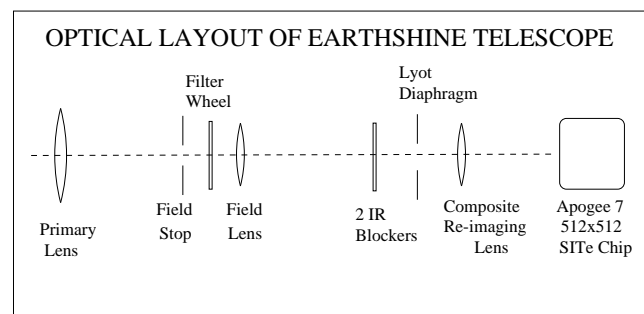 OPTICAL LAYOUT OF EARTHSHINE TELESCOPE
Filter
Wheel
Lyot
Diaphragm
Primary
Lens
Field
Stop
Field
Lens
2 IR
Blockers
Composite
Re-imaging
Lens
Apogee 7
512x512
SITe Chip